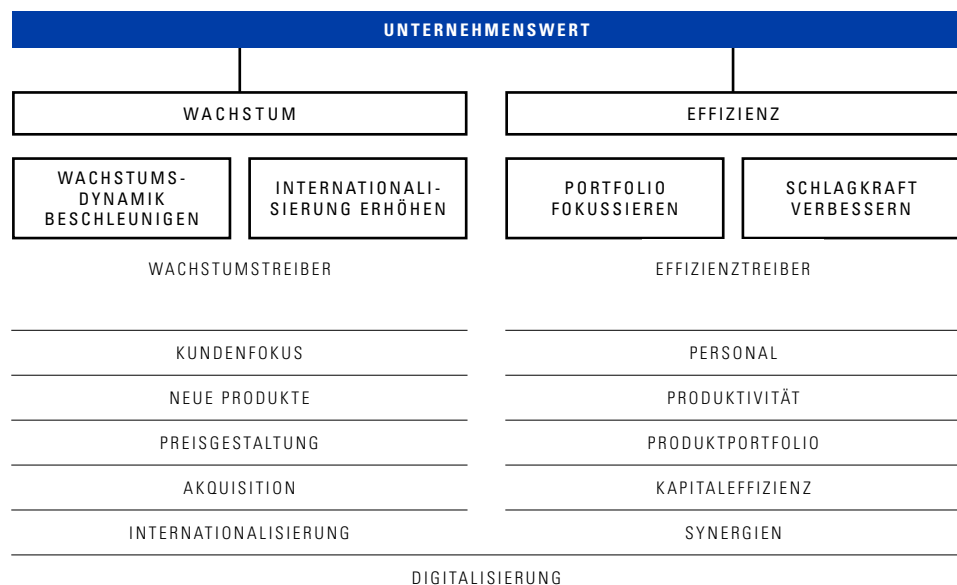 UNTERNEHMENSWERT
WACHSTUM
EFFIZIENZ
WACHSTUMS-
DYNAMIK
BESCHLEUNIGEN
INTERNATIONALI-
SIERUNG ERHÖHEN
PORTFOLIO
FOKUSSIEREN
SCHLAGKRAFT
VERBESSERN
WACHSTUMSTREIBER
EFFIZIENZTREIBER
KUNDENFOKUS
PERSONAL
NEUE PRODUKTE
PRODUKTIVITÄT
PREISGESTALTUNG
PRODUKTPORTFOLIO
AKQUISITION
KAPITALEFFIZIENZ
INTERNATIONALISIERUNG
SYNERGIEN
DIGITALISIERUNG